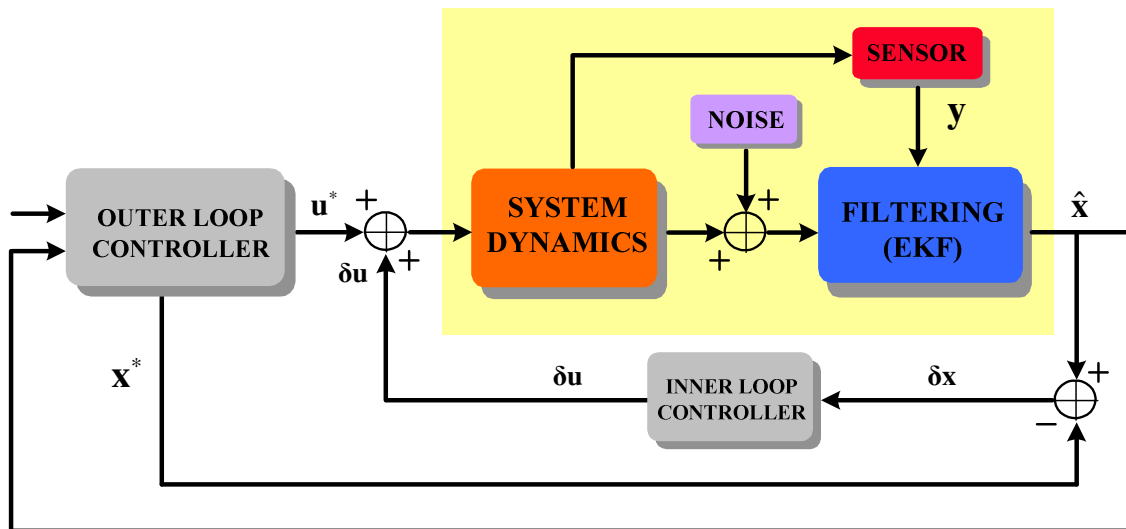 SENSOR
y
NOISE
OUTER LOOP
CONTROLLER
u*
+
+
δu
SYSTEM
DYNAMICS
+
+
FILTERING
(EKF)
x̂
x*
δu
INNER LOOP
CONTROLLER
δx
+
−